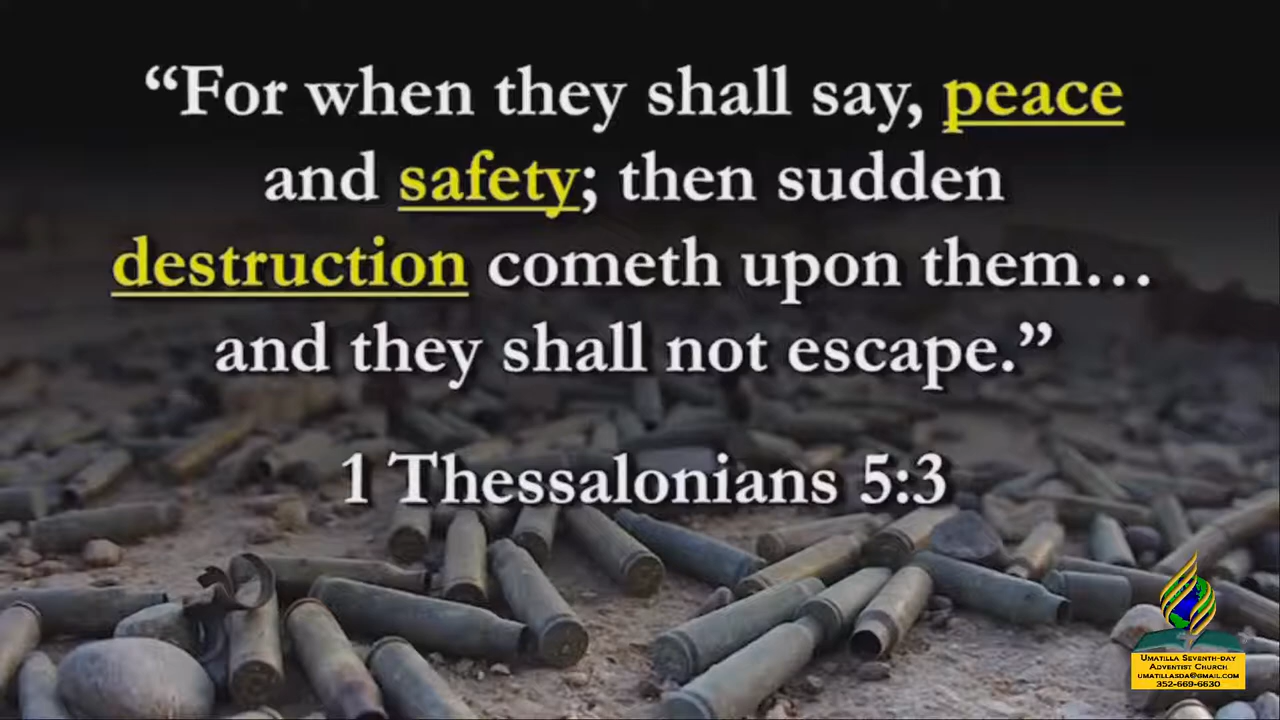 “For when they shall say, peace
and safety; then sudden
destruction cometh upon them...
and they shall not escape.”
1 Thessalonians 5:3
Umatilla Seventh-day
Adventist Church
umatillasda@gmail.com
352-669-6630